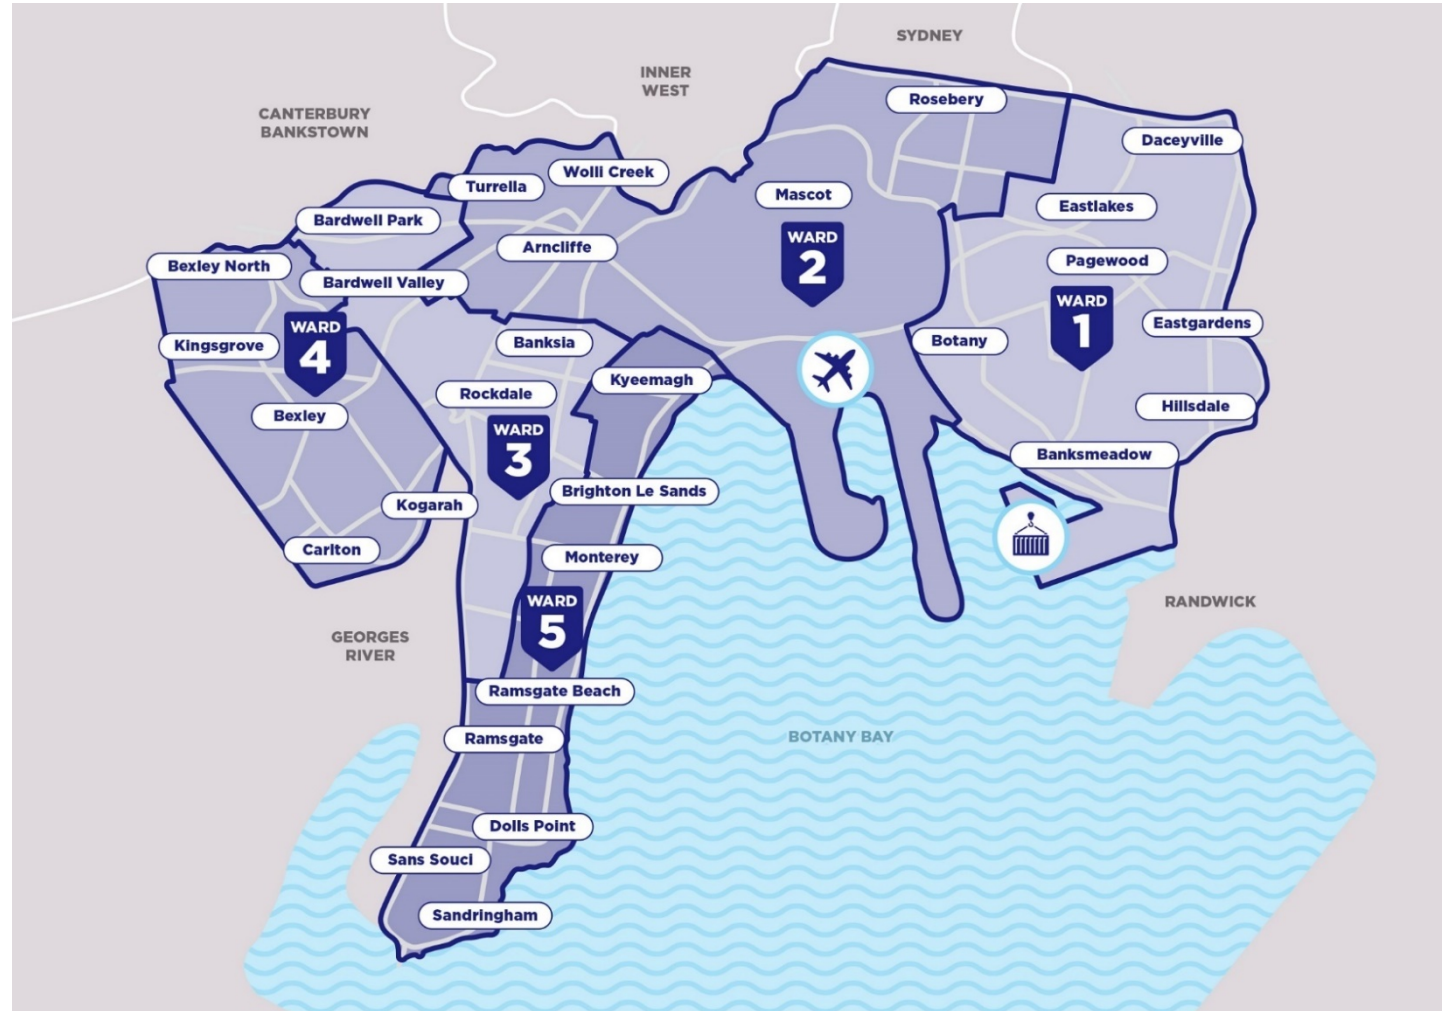 SYDNEY
INNER
WEST
CANTERBURY
BANKSTOWN
Rosebery
Daceyville
Wolli Creek
Turrella
Mascot
Eastlakes
Bardwell Park
WARD
2
Arncliffe
Pagewood
Bexley North
Bardwell Valley
WARD
1
Eastgardens
WARD
4
Kingsgrove
Banksia
Botany
Kyeemagh
Rockdale
Hillsdale
Bexley
WARD
3
Banksmeadow
Brighton Le Sands
Kogarah
Carlton
Monterey
WARD
5
RANDWICK
GEORGES
RIVER
Ramsgate Beach
Ramsgate
BOTANY BAY
Dolls Point
Sans Souci
Sandringham